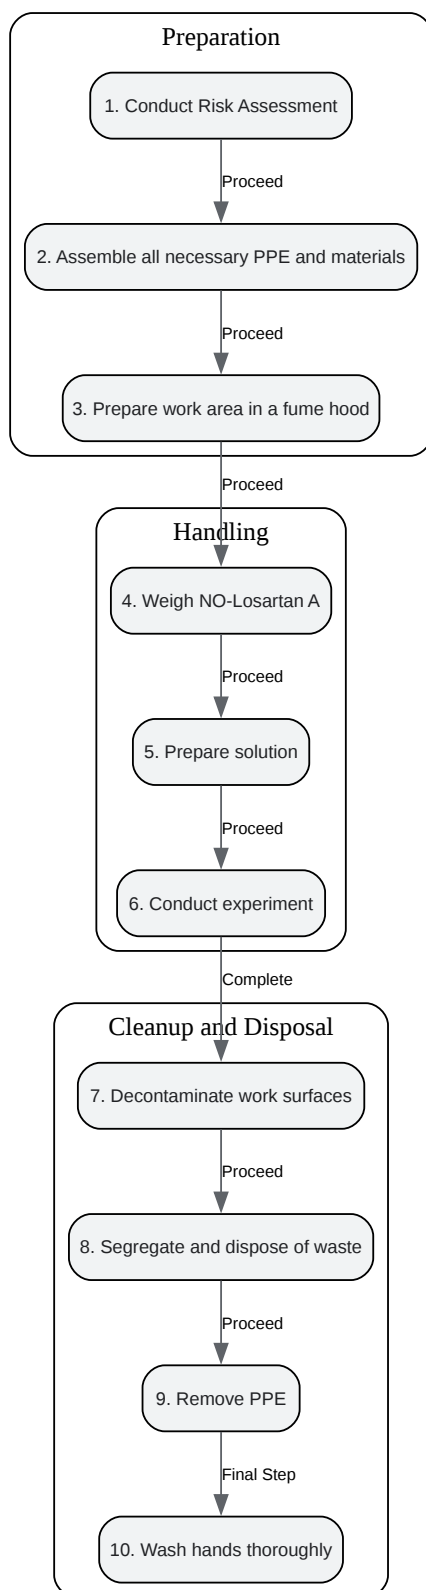 Preparation
1. Conduct Risk Assessment
Proceed
2. Assemble all necessary PPE and materials
Proceed
3. Prepare work area in a fume hood
Proceed
Handling
4. Weigh NO-Losartan A
Proceed
5. Prepare solution
Proceed
6. Conduct experiment
Complete
Cleanup and Disposal
7. Decontaminate work surfaces
Proceed
8. Segregate and dispose of waste
Proceed
9. Remove PPE
Final Step
10. Wash hands thoroughly